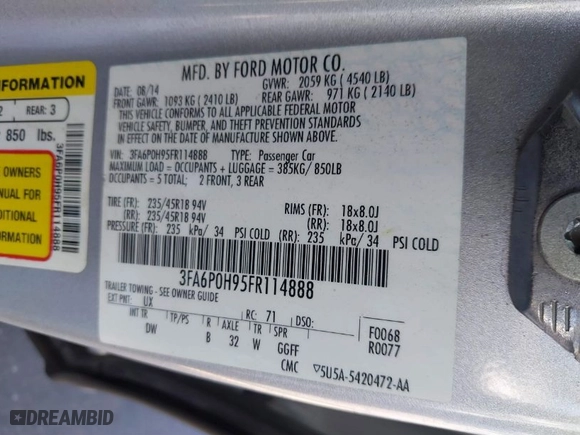 MFD. BY FORD MOTOR CO.
DATE: 08/14 GVWR: 2059 KG ( 4540 LB)
FRONT GAWR: 1093 KG ( 2410 LB) REAR GAWR: 971 KG ( 2140 LB)
THIS VEHICLE CONFORMS TO ALL APPLICABLE FEDERAL MOTOR
VEHICLE SAFETY, BUMPER, AND THEFT PREVENTION STANDARDS
IN EFFECT ON THE DATE OF MANUFACTURE SHOWN ABOVE.
VIN: 3FA6P0H95FR114888 TYPE: Passenger Car
MAXIMUM LOAD = OCCUPANTS + LUGGAGE = 385KG/ 850LB
OCCUPANTS = 5 TOTAL: 2 FRONT, 3 REAR
TIRE (FR): 235/45R18 94V RIMS (FR): 18x8.0J
(RR): 235/45R18 94V (RR): 18x8.0J
PRESSURE (FR): 235 kPa/ 34 PSI COLD (RR): 235 kPa/ 34 PSI COLD
3FA6P0H95FR114888
TRAILER TOWING - SEE OWNER GUIDE
EXT PNT: UX RC: 71 DSO: F0068
INT TR TP/PS R AXLE TR SPR R0077
DW B 32 W GGFF
CMC ▽5U5A-5420472-AA
INFORMATION
2 REAR: 3
850 lbs.
OWNERS
MANUAL FOR
ADDITIONAL
INFORMATION
3FA6P0H95FR114888
DREAMBID